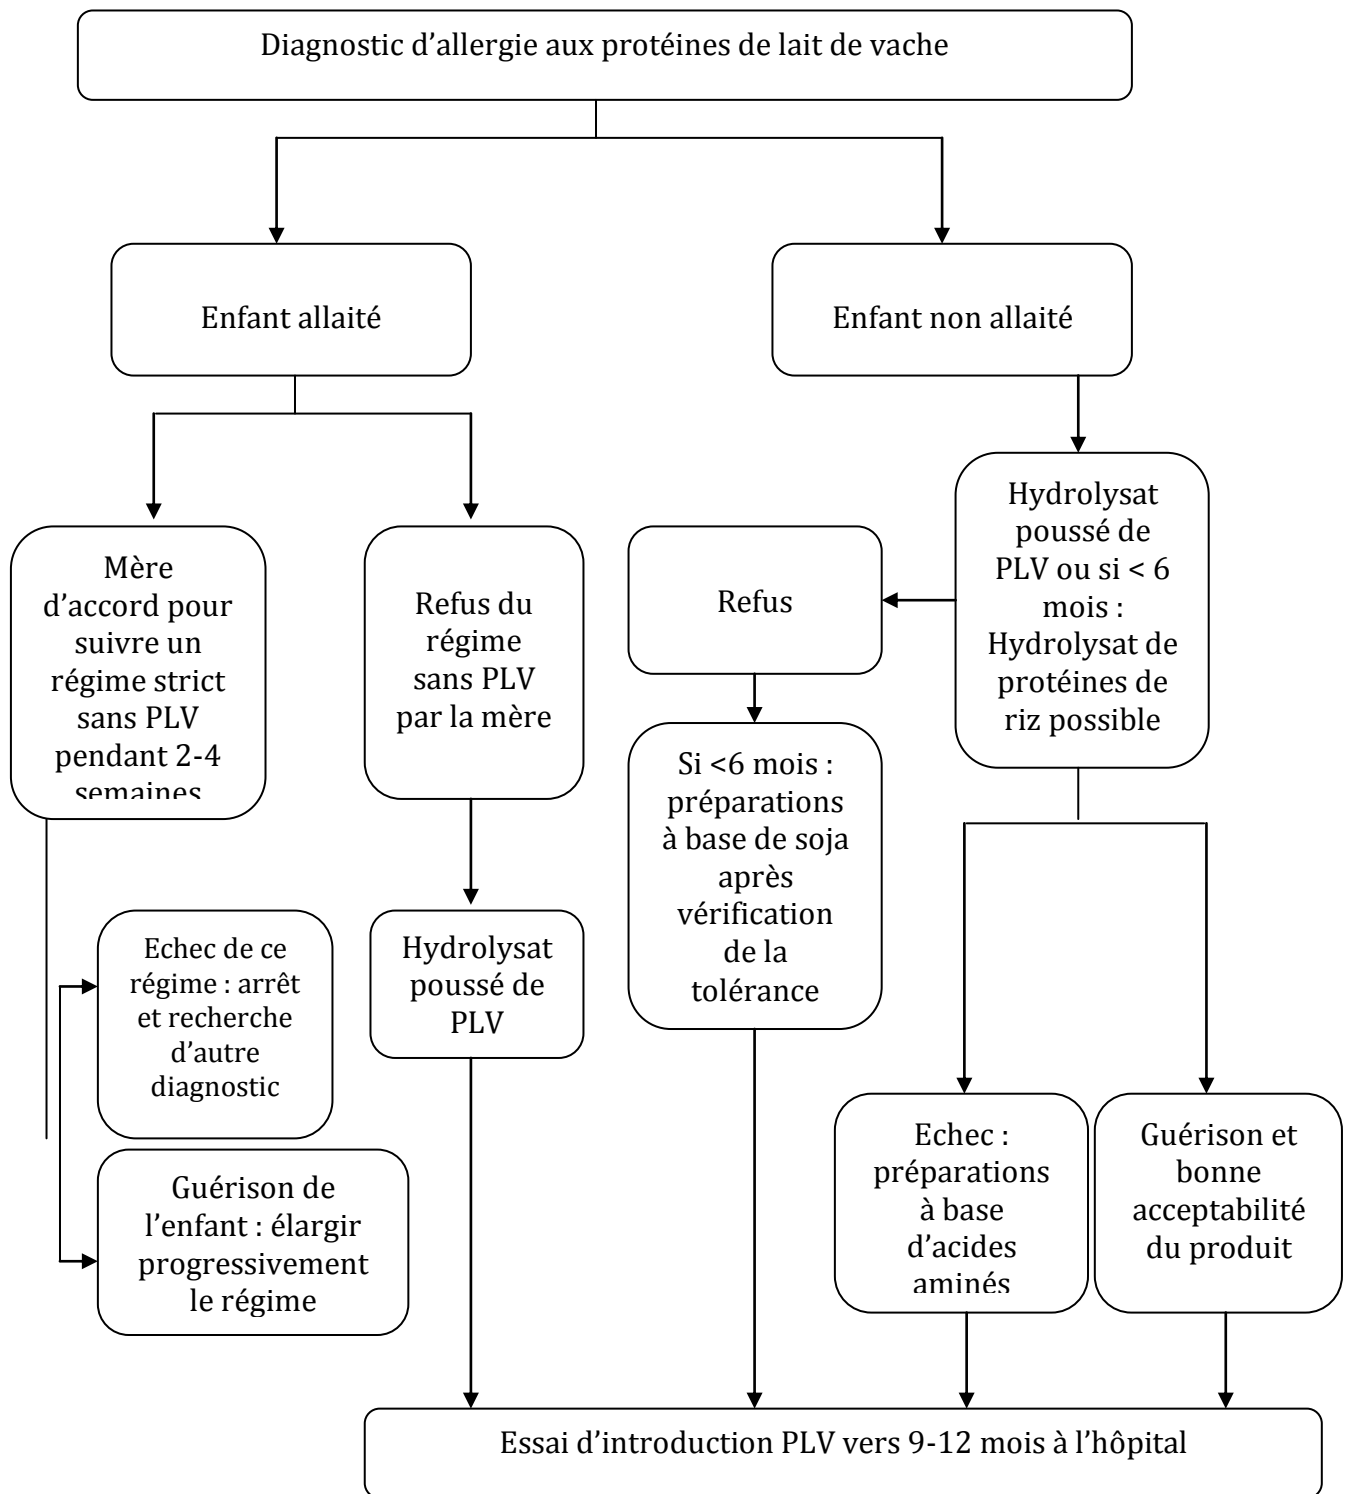 Diagnostic d’allergie aux protéines de lait de vache
Enfant allaité
Enfant non allaité
Mère
d’accord pour
suivre un
régime strict
sans PLV
pendant 2-4
semaines
Refus du
régime
sans PLV
par la mère
Refus
Hydrolysat
poussé de
PLV ou si < 6
mois :
Hydrolysat de
protéines de
riz possible
Si <6 mois :
préparations
à base de soja
après
vérification
de la
tolérance
Echec de ce
régime : arrêt
et recherche
d’autre
diagnostic
Hydrolysat
poussé de
PLV
Guérison de
l’enfant : élargir
progressivement
le régime
Echec :
préparations
à base
d’acides
aminés
Guérison et
bonne
acceptabilité
du produit
Essai d’introduction PLV vers 9-12 mois à l’hôpital